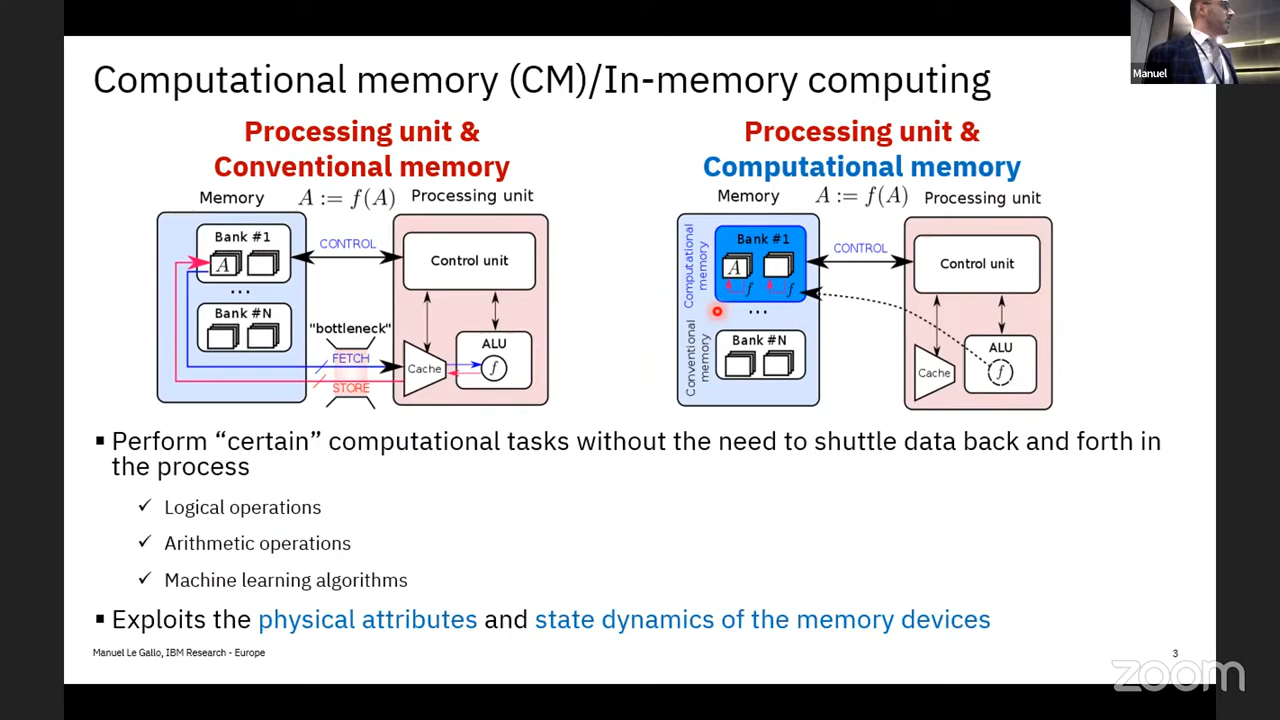 Manuel
Computational memory (CM)/In-memory computing
Processing unit &
Conventional memory
Memory
A := f(A)
Processing unit
Bank #1
A
...
Bank #N
CONTROL
"bottleneck"
FETCH
STORE
Control unit
Cache
ALU
f
Processing unit &
Computational memory
Memory
A := f(A)
Processing unit
Computational
memory
Bank #1
A
f
f
...
Conventional
memory
Bank #N
CONTROL
Control unit
Cache
ALU
f
▪ Perform “certain” computational tasks without the need to shuttle data back and forth in
the process
✓ Logical operations
✓ Arithmetic operations
✓ Machine learning algorithms
▪ Exploits the physical attributes and state dynamics of the memory devices
Manuel Le Gallo, IBM Research - Europe
3
zoom